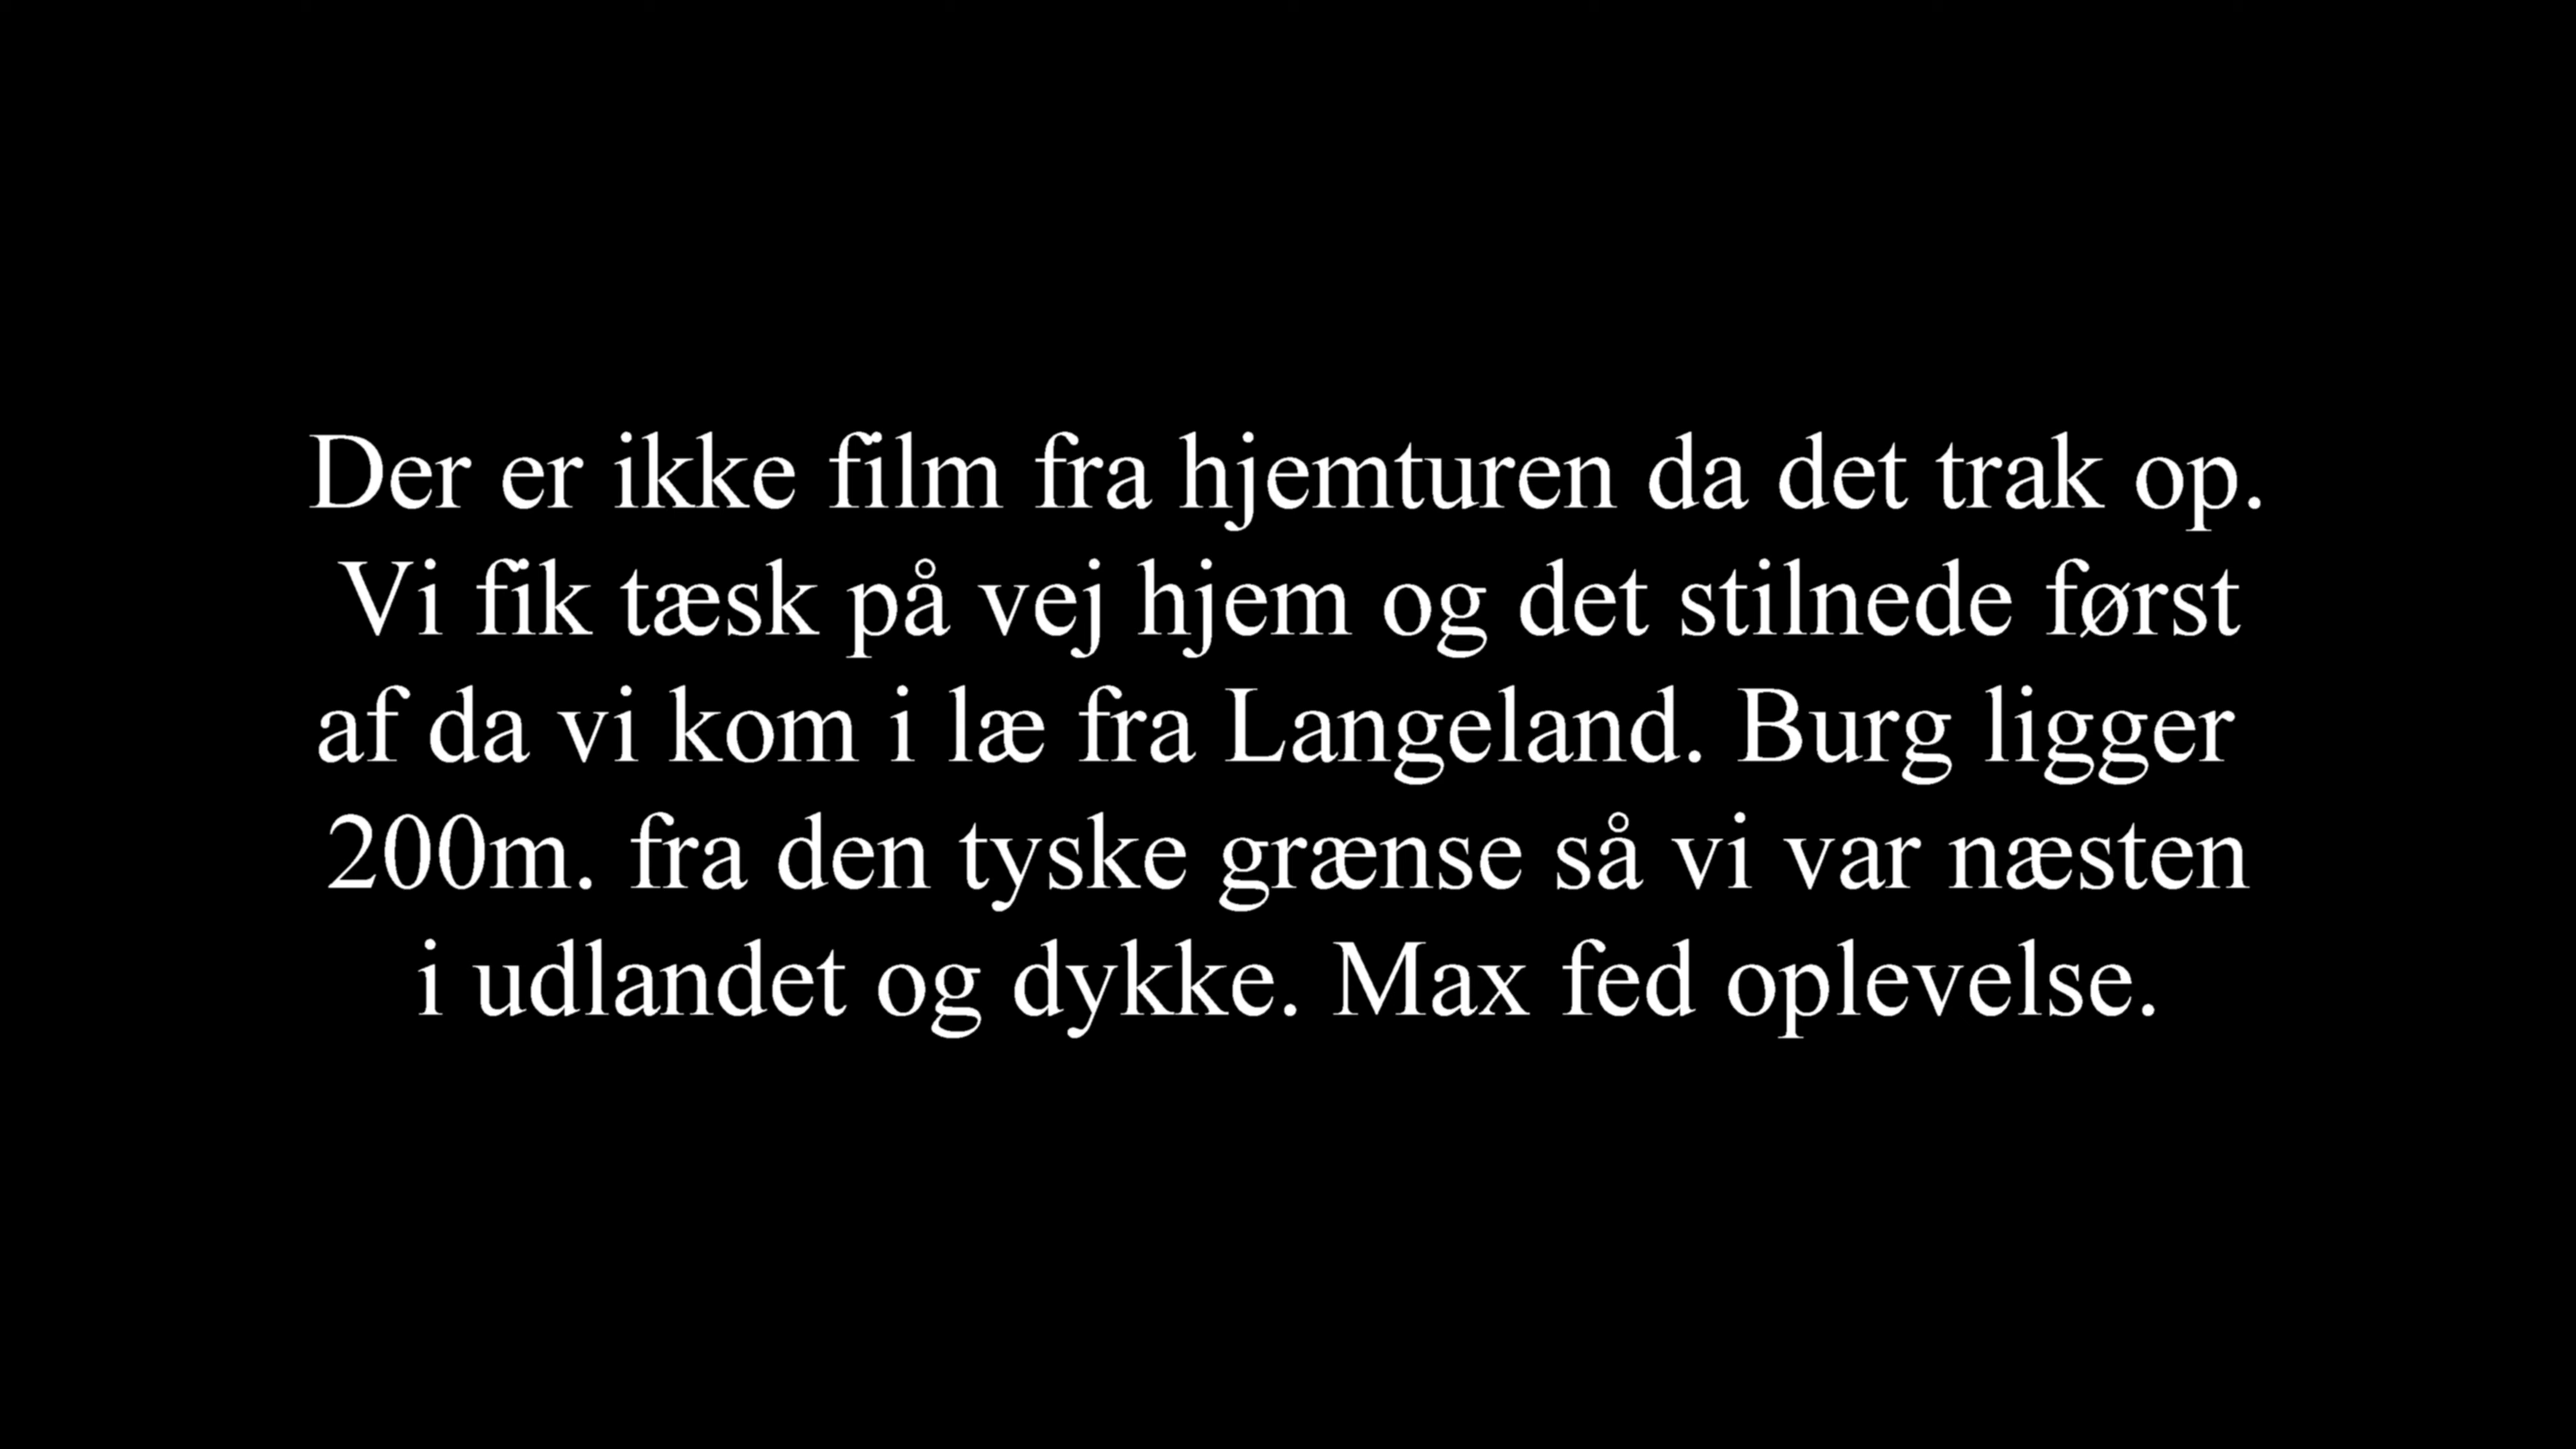 Der er ikke film fra hjemturen da det trak op.
Vi fik tæsk på vej hjem og det stilnede først
af da vi kom i læ fra Langeland. Burg ligger
200m. fra den tyske grænse så vi var næsten
i udlandet og dykke. Max fed oplevelse.